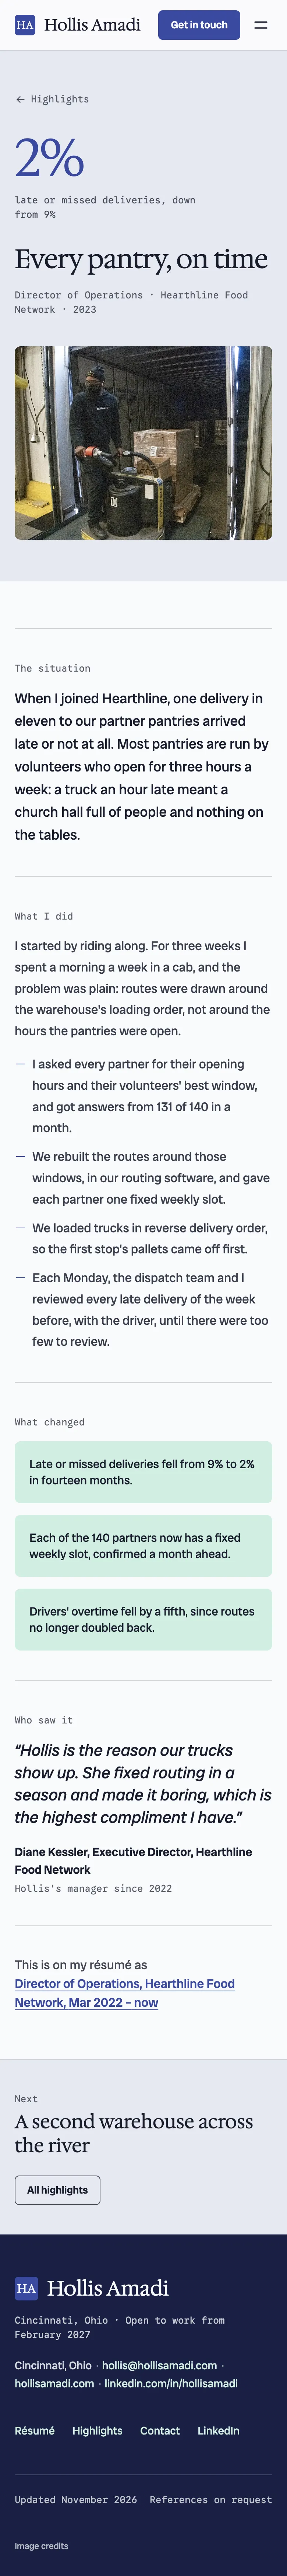 HA Hollis Amadi Get in touch
← Highlights
2%
late or missed deliveries, down
from 9%
Every pantry, on time
Director of Operations · Hearthline Food
Network · 2023
The situation
When I joined Hearthline, one delivery in
eleven to our partner pantries arrived
late or not at all. Most pantries are run by
volunteers who open for three hours a
week: a truck an hour late meant a
church hall full of people and nothing on
the tables.
What I did
I started by riding along. For three weeks I
spent a morning a week in a cab, and the
problem was plain: routes were drawn around
the warehouse's loading order, not around the
hours the pantries were open.
— I asked every partner for their opening
hours and their volunteers' best window,
and got answers from 131 of 140 in a
month.
— We rebuilt the routes around those
windows, in our routing software, and gave
each partner one fixed weekly slot.
— We loaded trucks in reverse delivery order,
so the first stop's pallets came off first.
— Each Monday, the dispatch team and I
reviewed every late delivery of the week
before, with the driver, until there were too
few to review.
What changed
Late or missed deliveries fell from 9% to 2%
in fourteen months.
Each of the 140 partners now has a fixed
weekly slot, confirmed a month ahead.
Drivers' overtime fell by a fifth, since routes
no longer doubled back.
Who saw it
“Hollis is the reason our trucks
show up. She fixed routing in a
season and made it boring, which is
the highest compliment I have.”
Diane Kessler, Executive Director, Hearthline
Food Network
Hollis's manager since 2022
This is on my résumé as
Director of Operations, Hearthline Food
Network, Mar 2022 – now
Next
A second warehouse across
the river
All highlights
HA Hollis Amadi
Cincinnati, Ohio · Open to work from
February 2027
Cincinnati, Ohio · hollis@hollisamadi.com ·
hollisamadi.com · linkedin.com/in/hollisamadi
Résumé Highlights Contact LinkedIn
Updated November 2026 References on request
Image credits